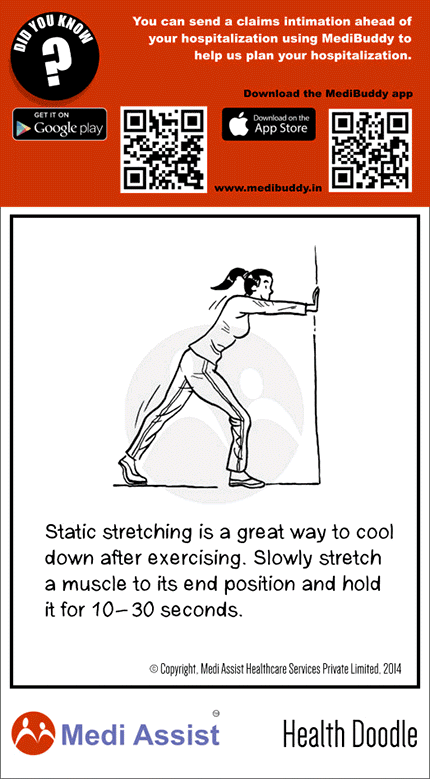 DID YOU KNOW
?
You can send a claims intimation ahead of
your hospitalization using MediBuddy to
help us plan your hospitalization.
Download the MediBuddy app
GET IT ON
Google play
Download on the
App Store
www.medibuddy.in
Static stretching is a great way to cool
down after exercising. Slowly stretch
a muscle to its end position and hold
it for 10–30 seconds.
© Copyright, Medi Assist Healthcare Services Private Limited, 2014
Medi Assist
Health Doodle